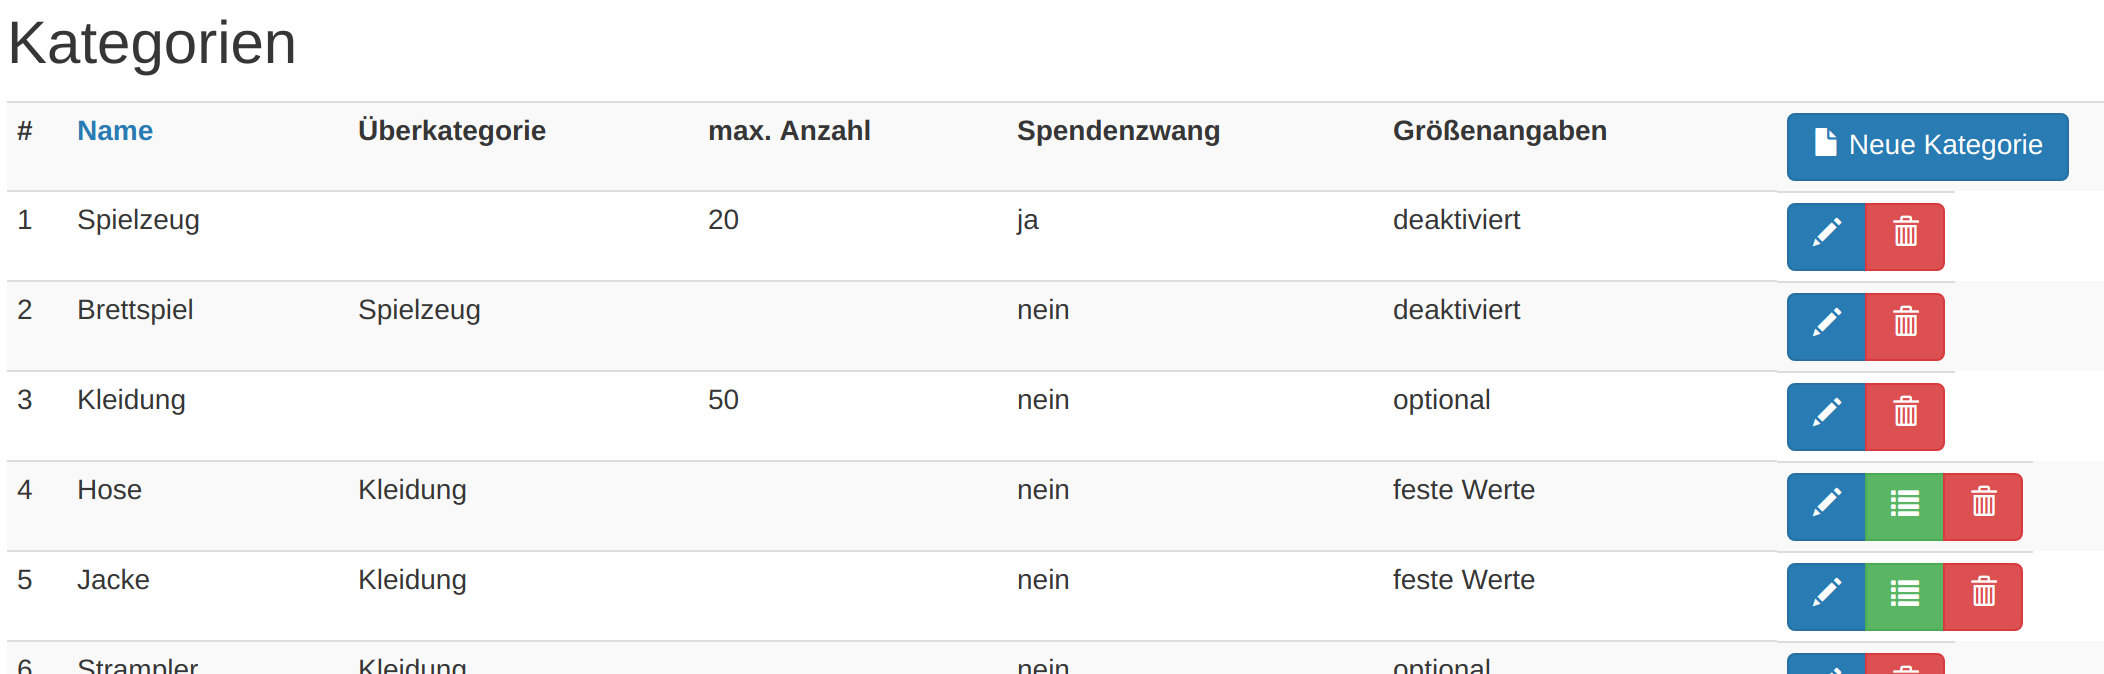 Kategorien
# Name Überkategorie max. Anzahl Spendenzwang Größenangaben Neue Kategorie
1 Spielzeug 20 ja deaktiviert
2 Brettspiel Spielzeug nein deaktiviert
3 Kleidung 50 nein optional
4 Hose Kleidung nein feste Werte
5 Jacke Kleidung nein feste Werte
6 Strampler Kleidung nein optional